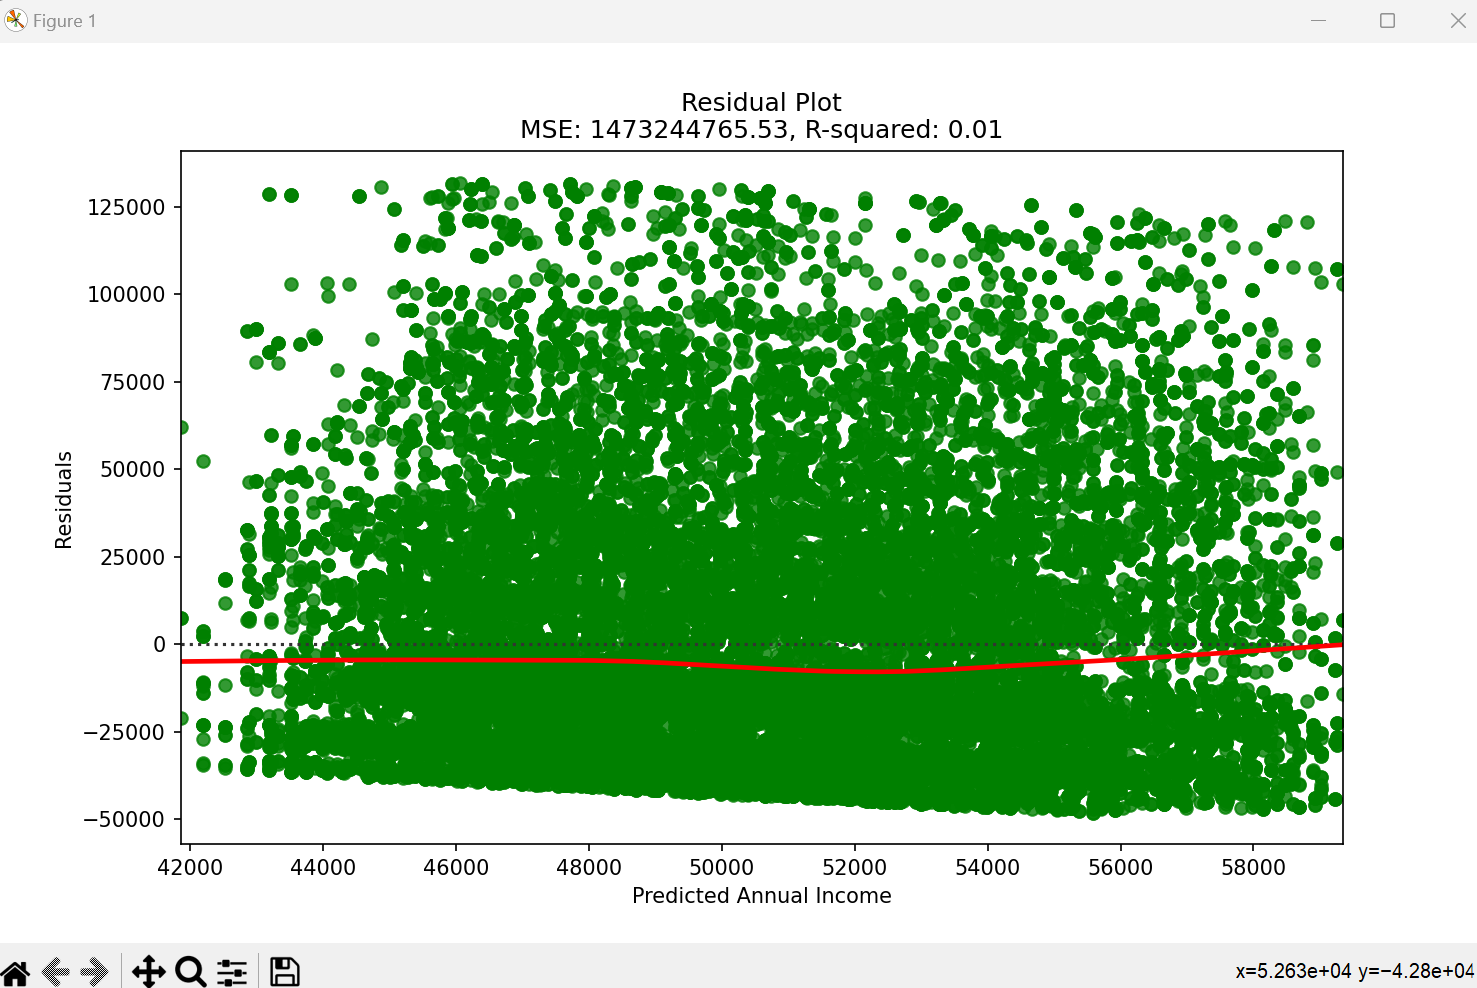 Figure 1
Residual Plot
MSE: 1473244765.53, R-squared: 0.01
125000
100000
75000
50000
25000
0
−25000
−50000
Residuals
42000 44000 46000 48000 50000 52000 54000 56000 58000
Predicted Annual Income
x=5.263e+04 y=−4.28e+04